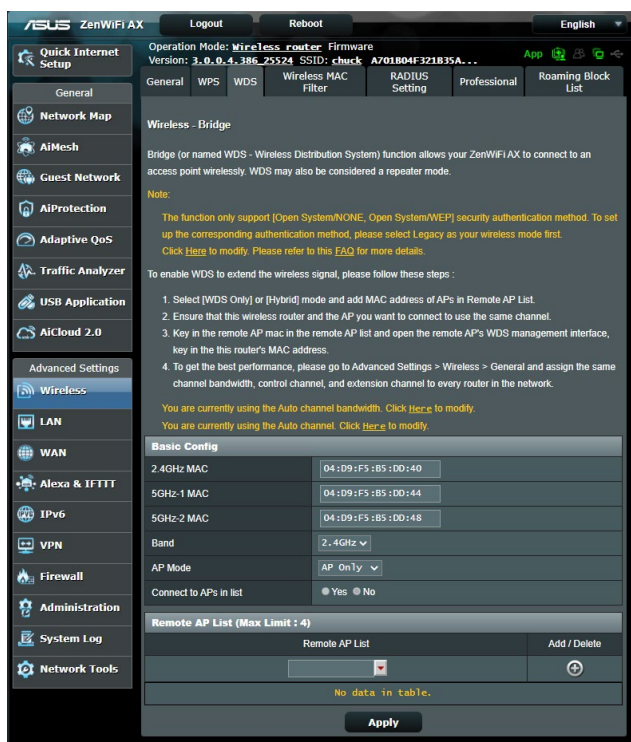 ASUS ZenWiFi AX Logout Reboot English
Quick Internet Setup
General
Network Map
AiMesh
Guest Network
AiProtection
Adaptive QoS
Traffic Analyzer
USB Application
AiCloud 2.0
Advanced Settings
Wireless
LAN
WAN
Alexa & IFTTT
IPv6
VPN
Firewall
Administration
System Log
Network Tools
Operation Mode: Wireless router Firmware
Version: 3.0.0.4.386_25524 SSID: chuck A701B04F321B35A...
App
General WPS WDS Wireless MAC Filter RADIUS Setting Professional Roaming Block List
Wireless - Bridge
Bridge (or named WDS - Wireless Distribution System) function allows your ZenWiFi AX to connect to an
access point wirelessly. WDS may also be considered a repeater mode.
Note:
The function only support [Open System/NONE, Open System/WEP] security authentication method. To set
up the corresponding authentication method, please select Legacy as your wireless mode first.
Click Here to modify. Please refer to this FAQ for more details.
To enable WDS to extend the wireless signal, please follow these steps :
1. Select [WDS Only] or [Hybrid] mode and add MAC address of APs in Remote AP List.
2. Ensure that this wireless router and the AP you want to connect to use the same channel.
3. Key in the remote AP mac in the remote AP list and open the remote AP's WDS management interface,
key in the this router's MAC address.
4. To get the best performance, please go to Advanced Settings > Wireless > General and assign the same
channel bandwidth, control channel, and extension channel to every router in the network.
You are currently using the Auto channel bandwidth. Click Here to modify.
You are currently using the Auto channel. Click Here to modify.
Basic Config
2.4GHz MAC 04:D9:F5:B5:DD:40
5GHz-1 MAC 04:D9:F5:B5:DD:44
5GHz-2 MAC 04:D9:F5:B5:DD:48
Band 2.4GHz
AP Mode AP Only
Connect to APs in list Yes No
Remote AP List (Max Limit : 4)
Remote AP List Add / Delete
No data in table.
Apply